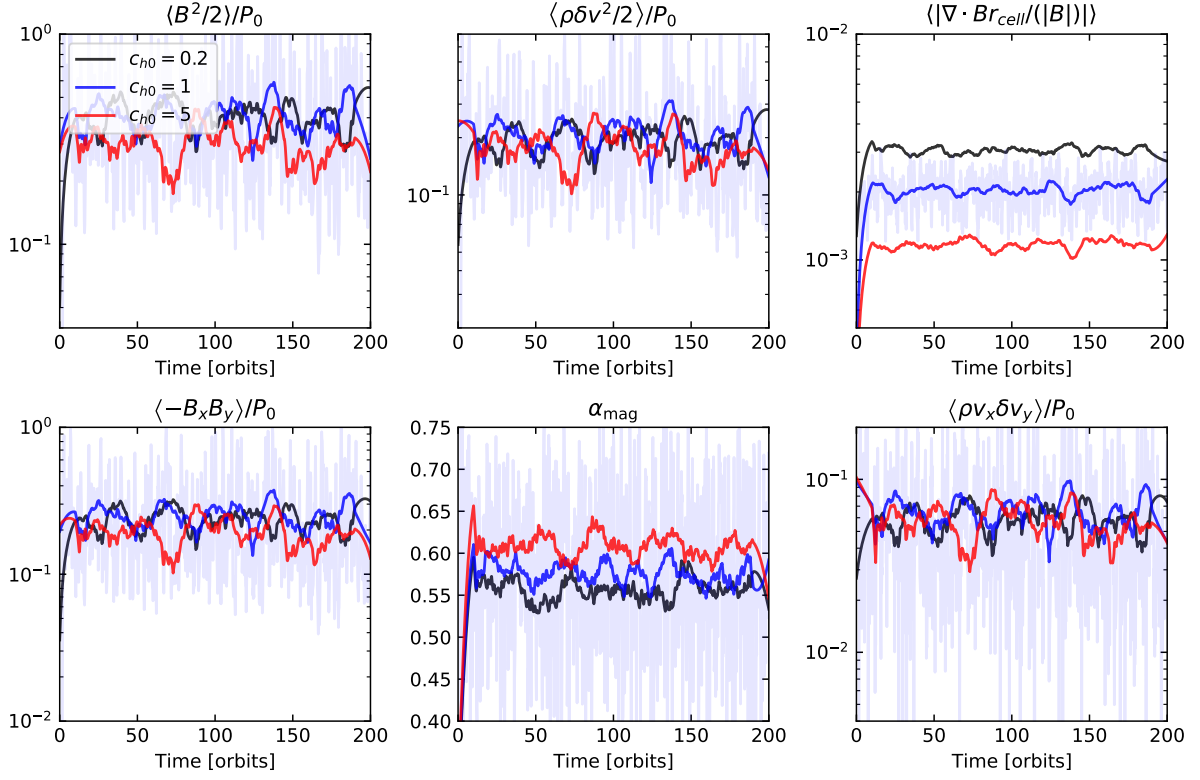 ⟨B²/2⟩/P₀
⟨ρδv²/2⟩/P₀
⟨|∇ · Br_cell/(|B|)|⟩
10⁰
10⁻¹
c_h0 = 0.2
c_h0 = 1
c_h0 = 5
0 50 100 150 200
Time [orbits]
10⁻¹
0 50 100 150 200
Time [orbits]
10⁻²
10⁻³
0 50 100 150 200
Time [orbits]
⟨−BₓB_y⟩/P₀
α_mag
⟨ρvₓδv_y⟩/P₀
10⁰
10⁻¹
10⁻²
0 50 100 150 200
Time [orbits]
0.75
0.70
0.65
0.60
0.55
0.50
0.45
0.40
0 50 100 150 200
Time [orbits]
10⁻¹
10⁻²
0 50 100 150 200
Time [orbits]